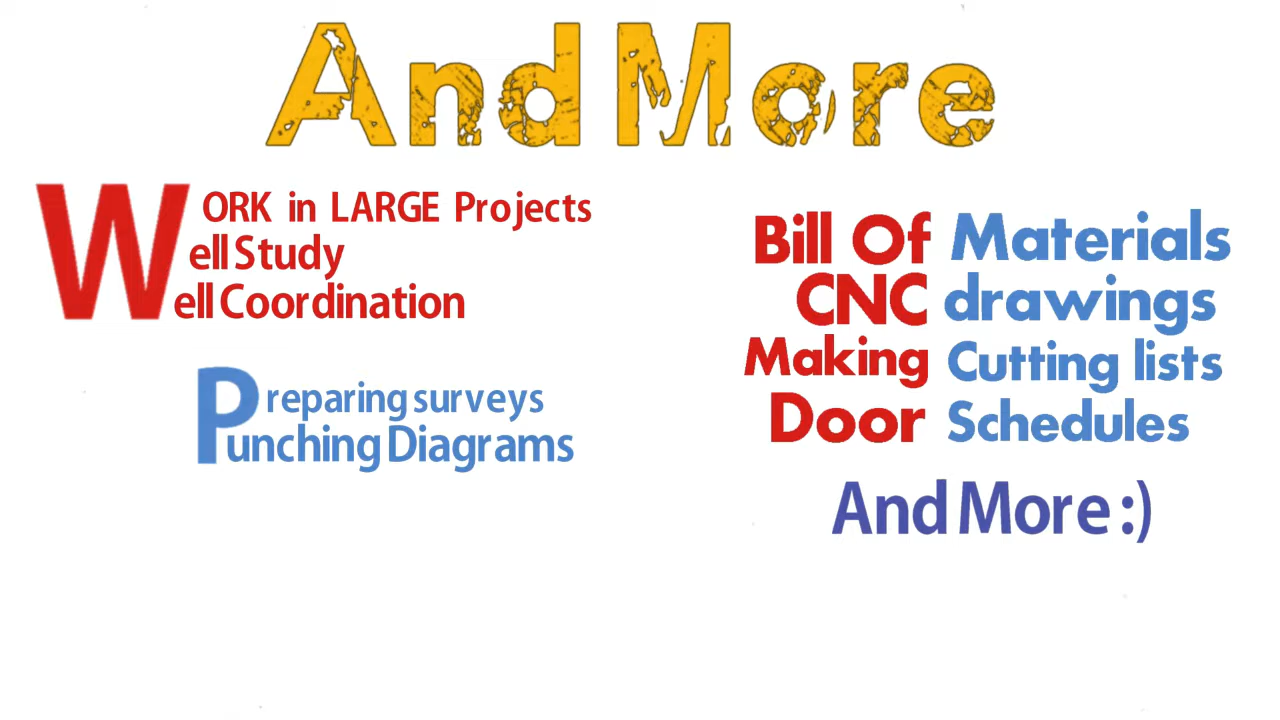 And More
WORK in LARGE Projects
Well Study
Well Coordination
Preparing surveys
Punching Diagrams
Bill Of Materials
CNC drawings
Making Cutting lists
Door Schedules
And More :)